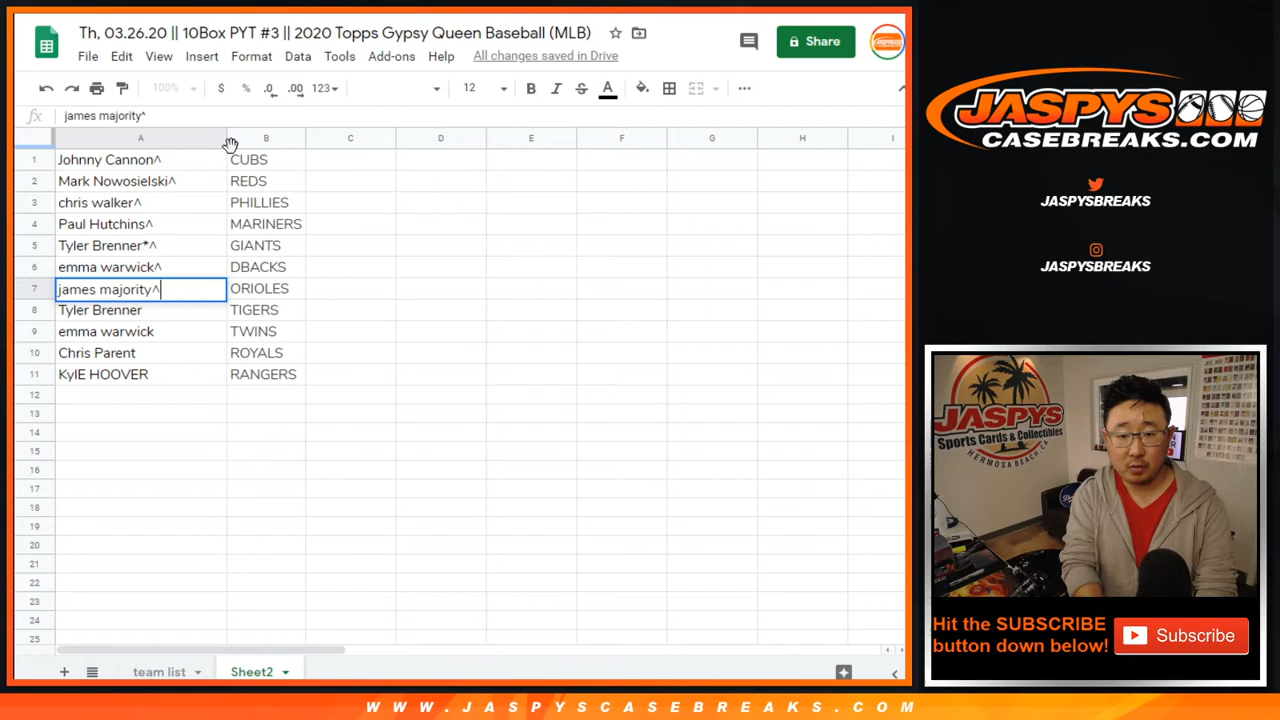 Th, 03.26.20 || 10Box PYT #3 || 2020 Topps Gypsy Queen Baseball (MLB)
Share
File Edit View Insert Format Data Tools Add-ons Help All changes saved in Drive
100% $ % .0 .00 123 12 B I S A
fx james majority^
A B C D E F G H I
1 Johnny Cannon^ CUBS
2 Mark Nowosielski^ REDS
3 chris walker^ PHILLIES
4 Paul Hutchins^ MARINERS
5 Tyler Brenner*^ GIANTS
6 emma warwick^ DBACKS
7 james majority^ ORIOLES
8 Tyler Brenner TIGERS
9 emma warwick TWINS
10 Chris Parent ROYALS
11 KylE HOOVER RANGERS
12
13
14
15
16
17
18
19
20
21
22
23
24
25
team list Sheet2
JASPYS
CASEBREAKS.COM
JASPYSBREAKS
JASPYSBREAKS
JASPYS
Sports Cards & Collectibles
HERMOSA BEACH, CA
Hit the SUBSCRIBE
button down below!
Subscribe
WWW.JASPYSCASEBREAKS.COM